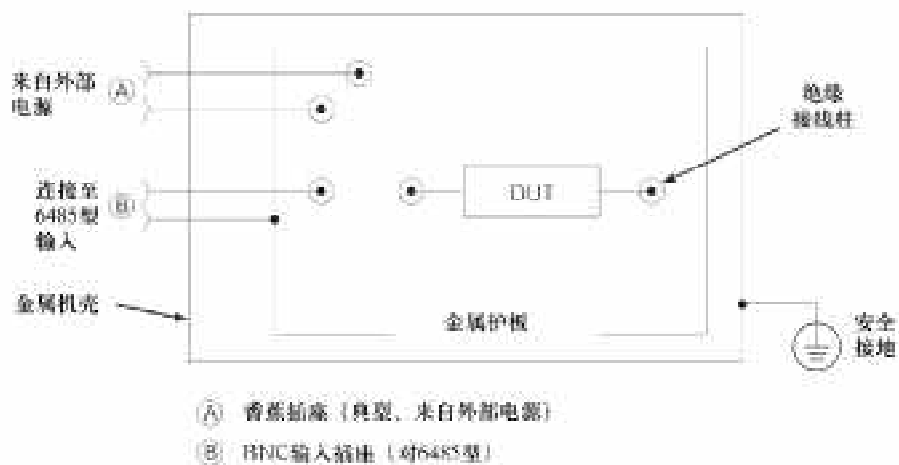 来自外部
电源
A
绝缘
接线柱
连接至
6485型
输入
B
DUT
金属机壳
金属护板
安全
接地
A 香蕉插座（典型、来自外部电源）
B BNC输入插座（对6485型）